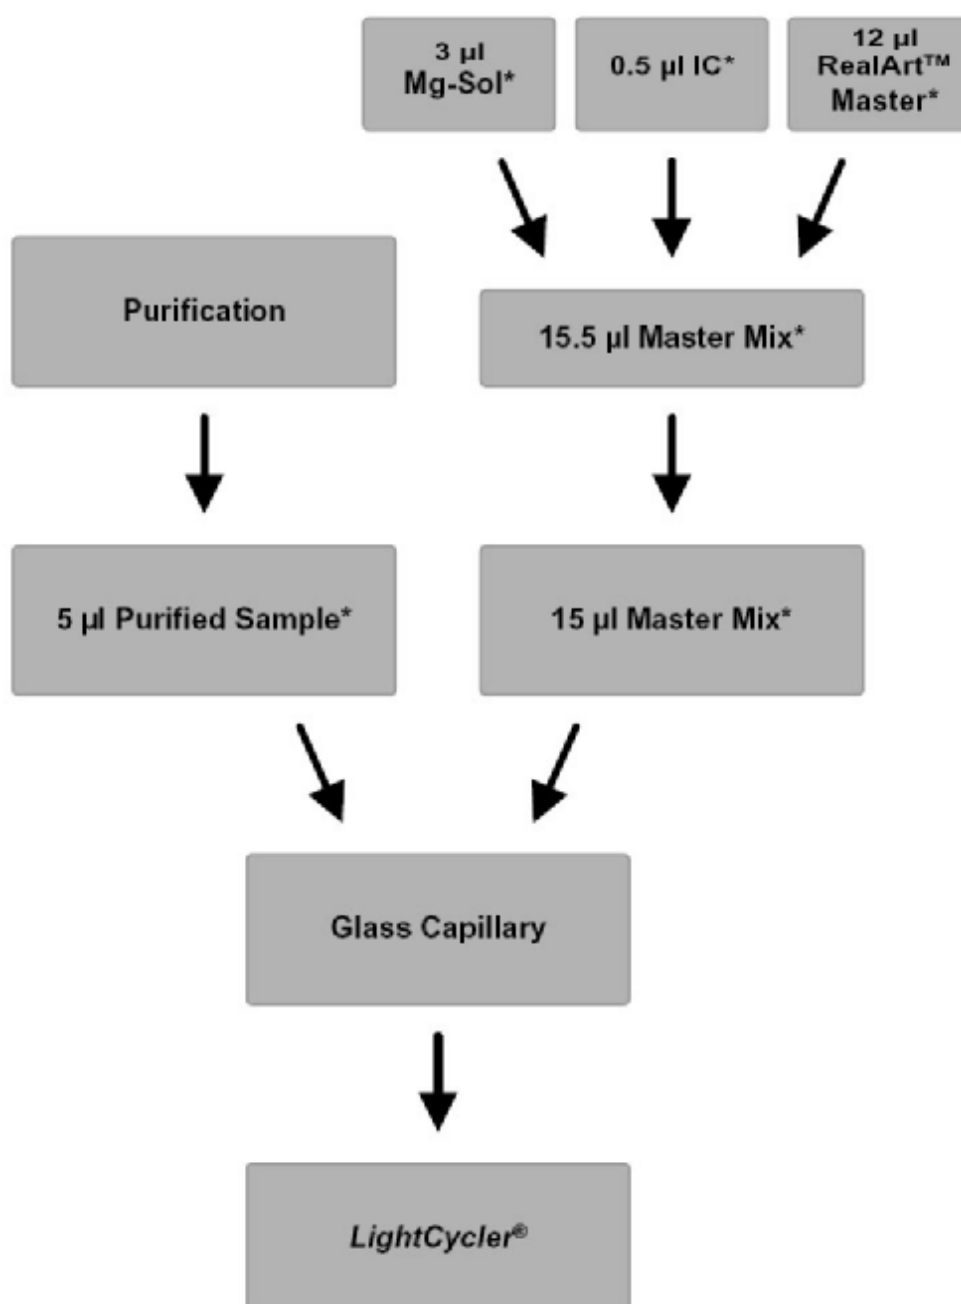 3 µl
Mg-Sol*
0.5 µl IC*
12 µl
RealArt™
Master*
Purification
15.5 µl Master Mix*
5 µl Purified Sample*
15 µl Master Mix*
Glass Capillary
LightCycler®